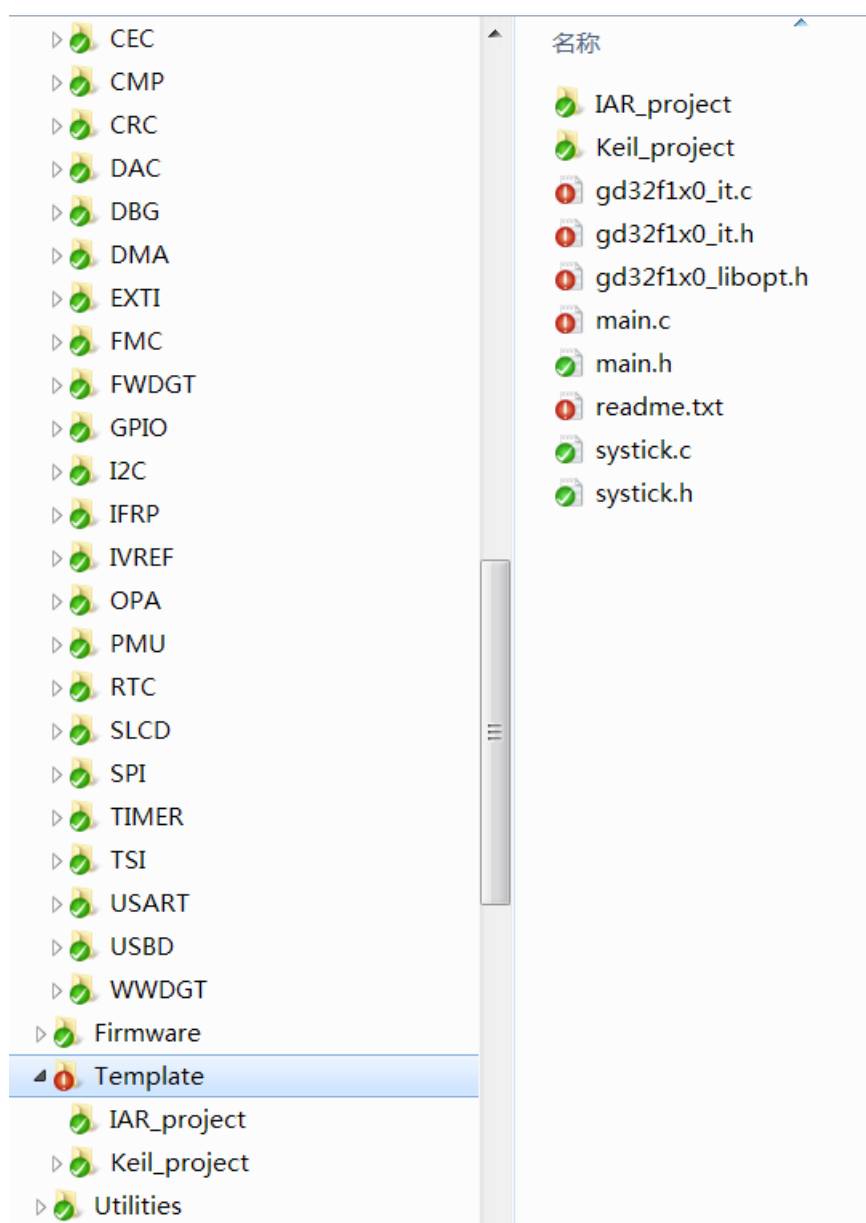 CEC
CMP
CRC
DAC
DBG
DMA
EXTI
FMC
FWDGT
GPIO
I2C
IFRP
IVREF
OPA
PMU
RTC
SLCD
SPI
TIMER
TSI
USART
USBD
WWDGT
Firmware
Template
IAR_project
Keil_project
Utilities
名称
IAR_project
Keil_project
gd32f1x0_it.c
gd32f1x0_it.h
gd32f1x0_libopt.h
main.c
main.h
readme.txt
systick.c
systick.h